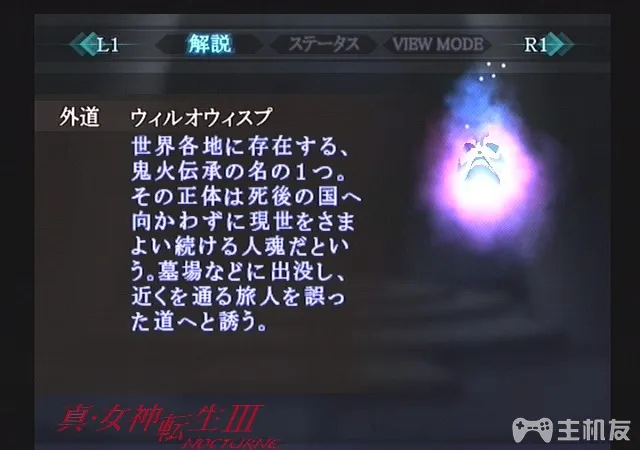 L1 解説 ステータス VIEW MODE R1
外道 ウィルオウィスプ
世界各地に存在する、
鬼火伝承の名の1つ。
その正体は死後の国へ
向かわずに現世をさま
よい続ける人魂だとい
う。墓場などに出没し、
近くを通る旅人を誤っ
た道へと誘う。
真・女神転生III
NOCTURNE
主机友